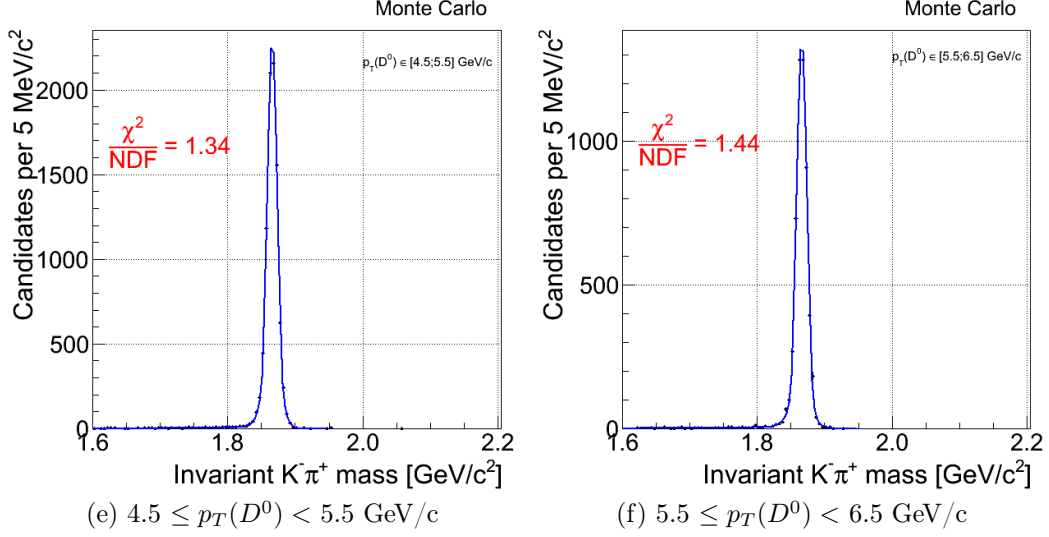 Monte Carlo
Candidates per 5 MeV/c²
p_T(D⁰) ∈ [4.5;5.5] GeV/c
χ²/NDF = 1.34
2000
1500
1000
500
0
1.6 1.8 2.0 2.2
Invariant K⁻π⁺ mass [GeV/c²]
(e) 4.5 ≤ p_T(D⁰) < 5.5 GeV/c
Monte Carlo
Candidates per 5 MeV/c²
p_T(D⁰) ∈ [5.5;6.5] GeV/c
χ²/NDF = 1.44
1000
500
0
1.6 1.8 2.0 2.2
Invariant K⁻π⁺ mass [GeV/c²]
(f) 5.5 ≤ p_T(D⁰) < 6.5 GeV/c